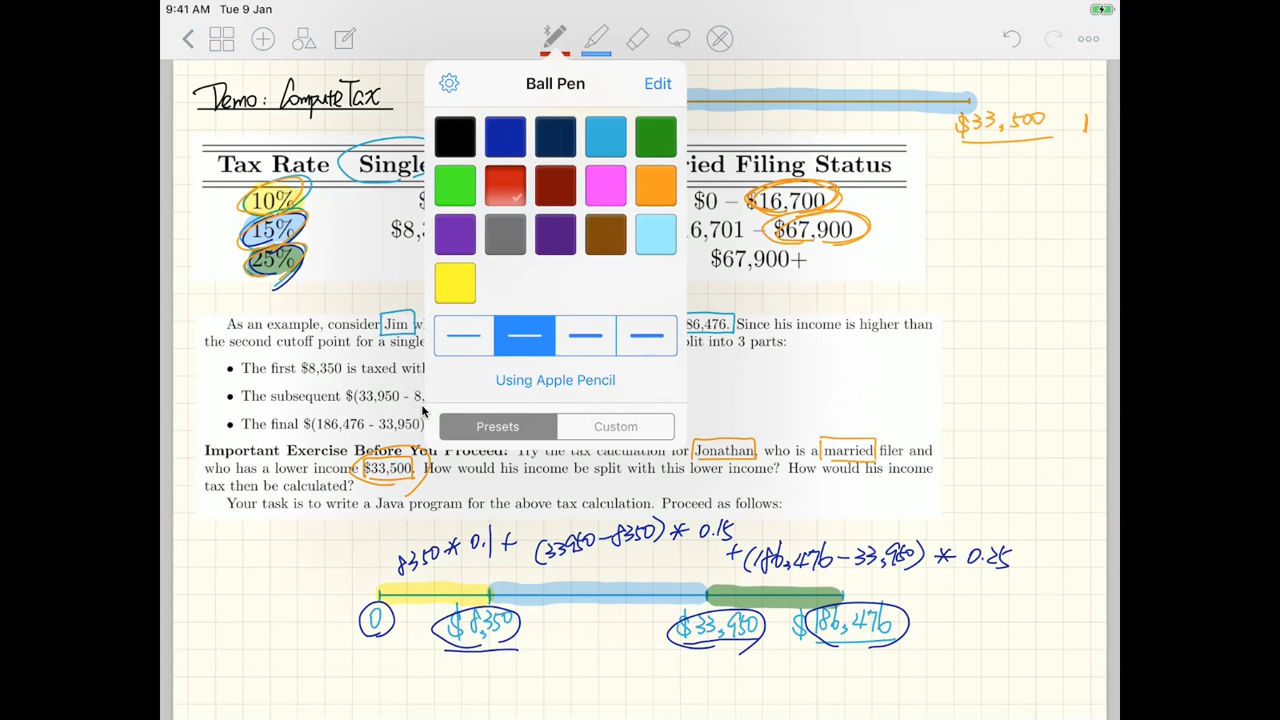 9:41 AM Tue 9 Jan
Ball Pen
Edit
Demo: ComputeTax
$33,500
Tax Rate Single ried Filing Status
10% $ $0 – $16,700
15% $8, 6,701 – $67,900
25% $67,900+
As an example, consider Jim w 86,476. Since his income is higher than
the second cutoff point for a single plit into 3 parts:
• The first $8,350 is taxed with
• The subsequent $(33,950 - 8,
• The final $(186,476 - 33,950)
Using Apple Pencil
Presets
Custom
Important Exercise Before You Proceed: Try the tax calculation for Jonathan, who is a married filer and
who has a lower income $33,500. How would his income be split with this lower income? How would his income
tax then be calculated?
Your task is to write a Java program for the above tax calculation. Proceed as follows:
8350 * 0.1 + (33950-8350) * 0.15
+ (186,476-33,950) * 0.25
0 $8,350 $33,950 $186,476